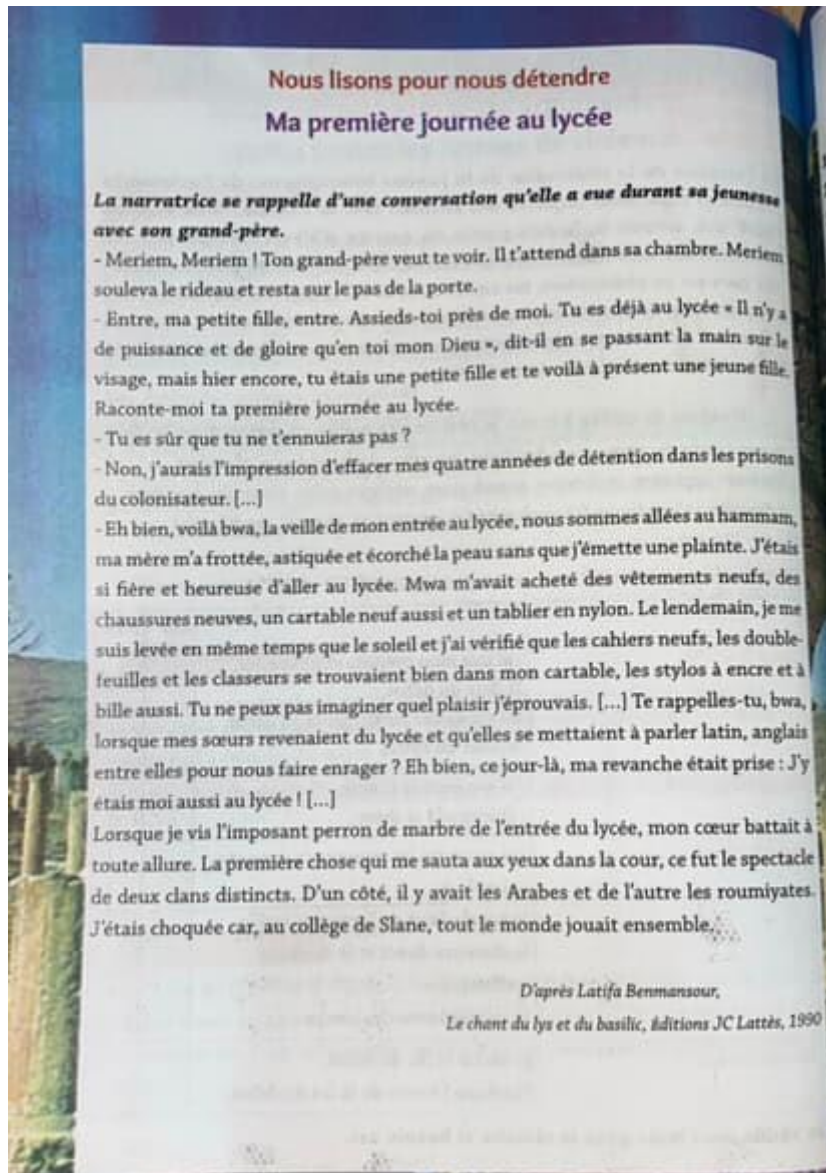 Nous lisons pour nous détendre
Ma première journée au lycée
La narratrice se rappelle d'une conversation qu'elle a eue durant sa jeunesse
avec son grand-père.
- Meriem, Meriem ! Ton grand-père veut te voir. Il t'attend dans sa chambre. Meriem
souleva le rideau et resta sur le pas de la porte.
- Entre, ma petite fille, entre. Assieds-toi près de moi. Tu es déjà au lycée « Il n'y a
de puissance et de gloire qu'en toi mon Dieu », dit-il en se passant la main sur le
visage, mais hier encore, tu étais une petite fille et te voilà à présent une jeune fille.
Raconte-moi ta première journée au lycée.
- Tu es sûr que tu ne t'ennuieras pas ?
- Non, j'aurais l'impression d'effacer mes quatre années de détention dans les prisons
du colonisateur. [...]
- Eh bien, voilà bwa, la veille de mon entrée au lycée, nous sommes allées au hammam,
ma mère m'a frottée, astiquée et écorché la peau sans que j'émette une plainte. J'étais
si fière et heureuse d'aller au lycée. Mwa m'avait acheté des vêtements neufs, des
chaussures neuves, un cartable neuf aussi et un tablier en nylon. Le lendemain, je me
suis levée en même temps que le soleil et j'ai vérifié que les cahiers neufs, les double-
feuilles et les classeurs se trouvaient bien dans mon cartable, les stylos à encre et à
bille aussi. Tu ne peux pas imaginer quel plaisir j'éprouvais. [...] Te rappelles-tu, bwa,
lorsque mes sœurs revenaient du lycée et qu'elles se mettaient à parler latin, anglais
entre elles pour nous faire enrager ? Eh bien, ce jour-là, ma revanche était prise : J'y
étais moi aussi au lycée ! [...]
Lorsque je vis l'imposant perron de marbre de l'entrée du lycée, mon cœur battait à
toute allure. La première chose qui me sauta aux yeux dans la cour, ce fut le spectacle
de deux clans distincts. D'un côté, il y avait les Arabes et de l'autre les roumiyates.
J'étais choquée car, au collège de Slane, tout le monde jouait ensemble.
D'après Latifa Benmansour,
Le chant du lys et du basilic, éditions JC Lattès, 1990